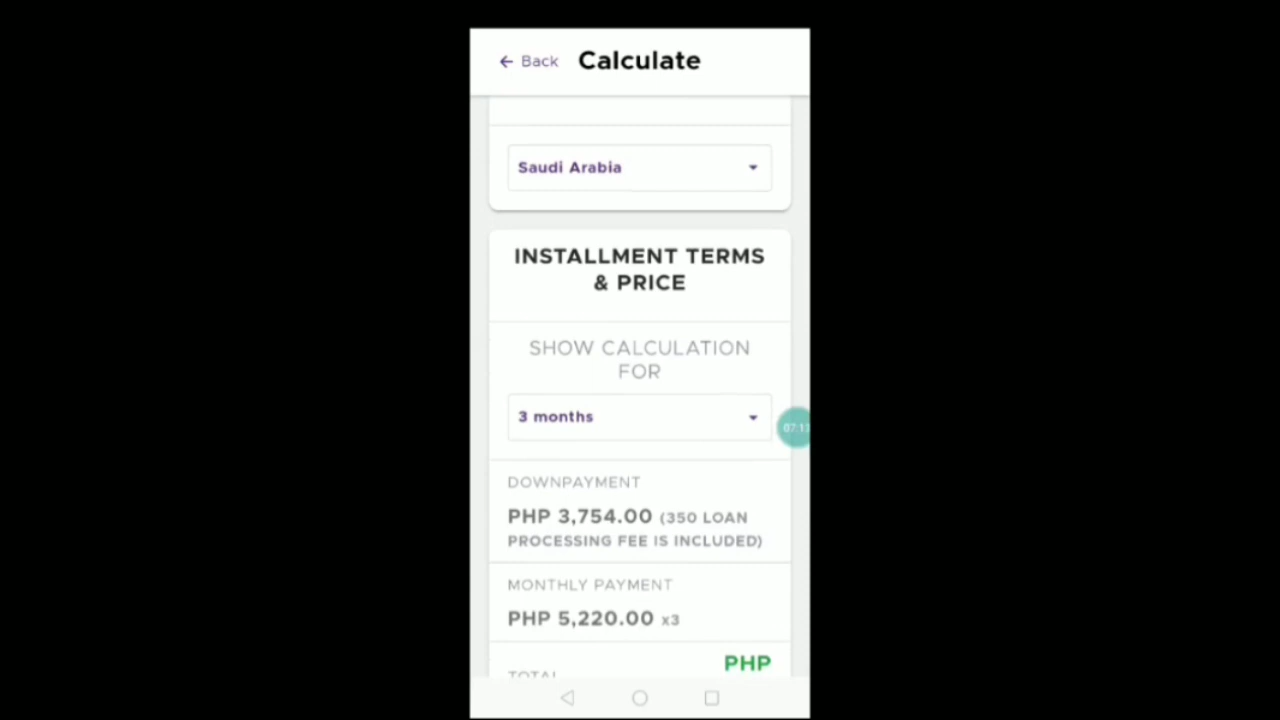 ← Back Calculate
Saudi Arabia
INSTALLMENT TERMS
& PRICE
SHOW CALCULATION
FOR
3 months
DOWNPAYMENT
PHP 3,754.00 (350 LOAN
PROCESSING FEE IS INCLUDED)
MONTHLY PAYMENT
PHP 5,220.00 x3
PHP
TOTAL